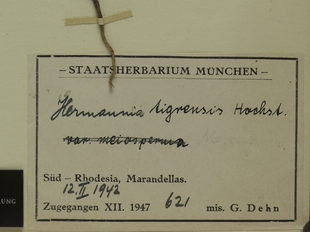 – STAATSHERBARIUM MÜNCHEN –
Hermannia tigrensis Hochst.
var. meiosperma
Süd – Rhodesia, Marandellas.
12.II 1942
Zugegangen XII. 1947 621 mis. G. Dehn